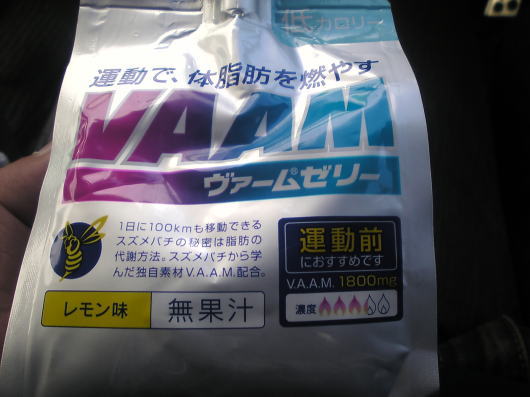 低カロリー
運動で、体脂肪を燃やす
VAAM
ヴァーム®ゼリー
1日に100kmも移動できる
スズメバチの秘密は脂肪の
代謝方法。スズメバチから学
んだ独自素材V.A.A.M.配合。
運動前
におすすめです
V.A.A.M. 1800mg
濃度
レモン味 無果汁